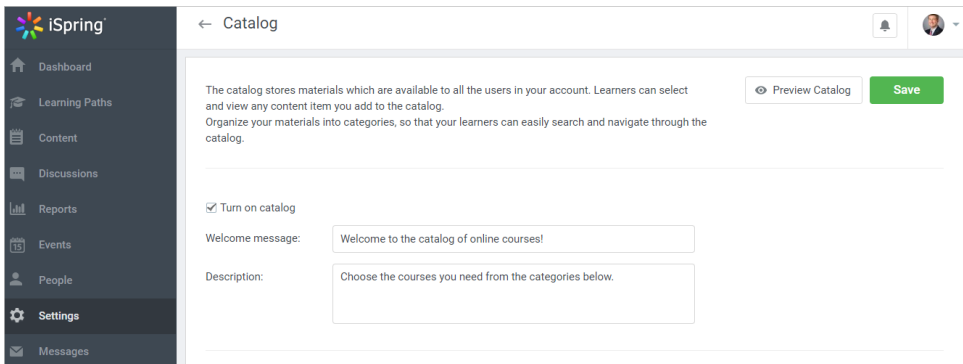 iSpring
← Catalog
Dashboard
Learning Paths
Content
Discussions
Reports
15
Events
People
Settings
Messages
The catalog stores materials which are available to all the users in your account. Learners can select
and view any content item you add to the catalog.
Organize your materials into categories, so that your learners can easily search and navigate through the
catalog.
Preview Catalog
Save
Turn on catalog
Welcome message:
Welcome to the catalog of online courses!
Description:
Choose the courses you need from the categories below.